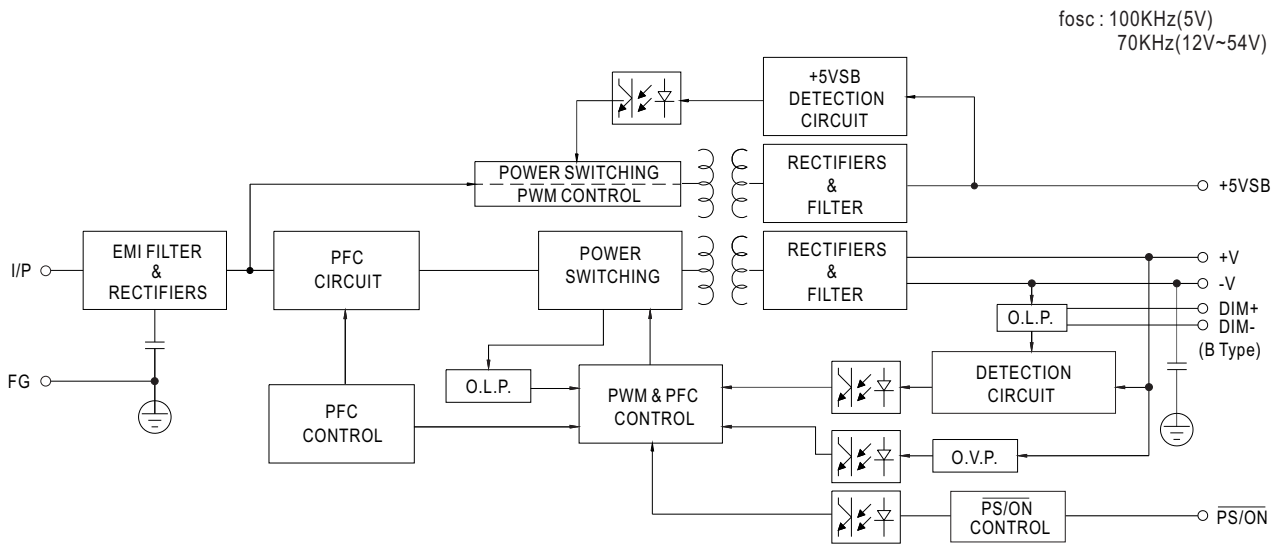 fosc : 100KHz(5V)
70KHz(12V~54V)
+5VSB
DETECTION
CIRCUIT
POWER SWITCHING
PWM CONTROL
RECTIFIERS
&
FILTER
+5VSB
I/P
EMI FILTER
&
RECTIFIERS
PFC
CIRCUIT
POWER
SWITCHING
RECTIFIERS
&
FILTER
+V
-V
O.L.P.
DIM+
DIM-
(B Type)
FG
O.L.P.
PFC
CONTROL
PWM & PFC
CONTROL
DETECTION
CIRCUIT
O.V.P.
PS/ON
CONTROL
PS/ON